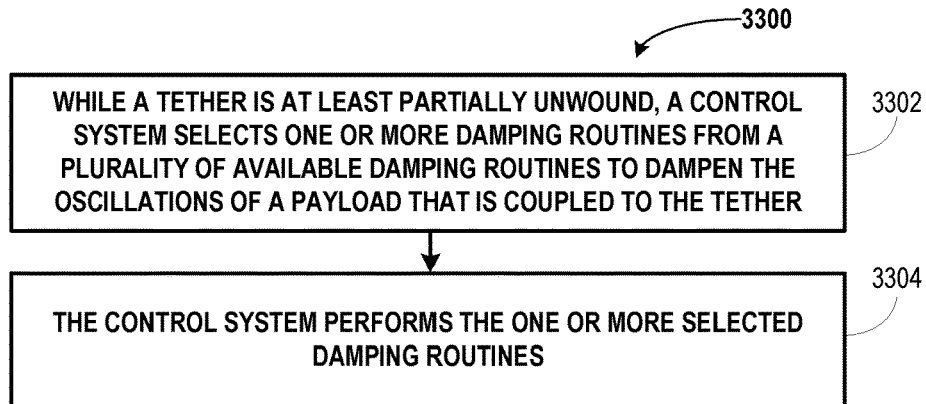 3300
WHILE A TETHER IS AT LEAST PARTIALLY UNWOUND, A CONTROL
SYSTEM SELECTS ONE OR MORE DAMPING ROUTINES FROM A
PLURALITY OF AVAILABLE DAMPING ROUTINES TO DAMPEN THE
OSCILLATIONS OF A PAYLOAD THAT IS COUPLED TO THE TETHER
3302
THE CONTROL SYSTEM PERFORMS THE ONE OR MORE SELECTED
DAMPING ROUTINES
3304